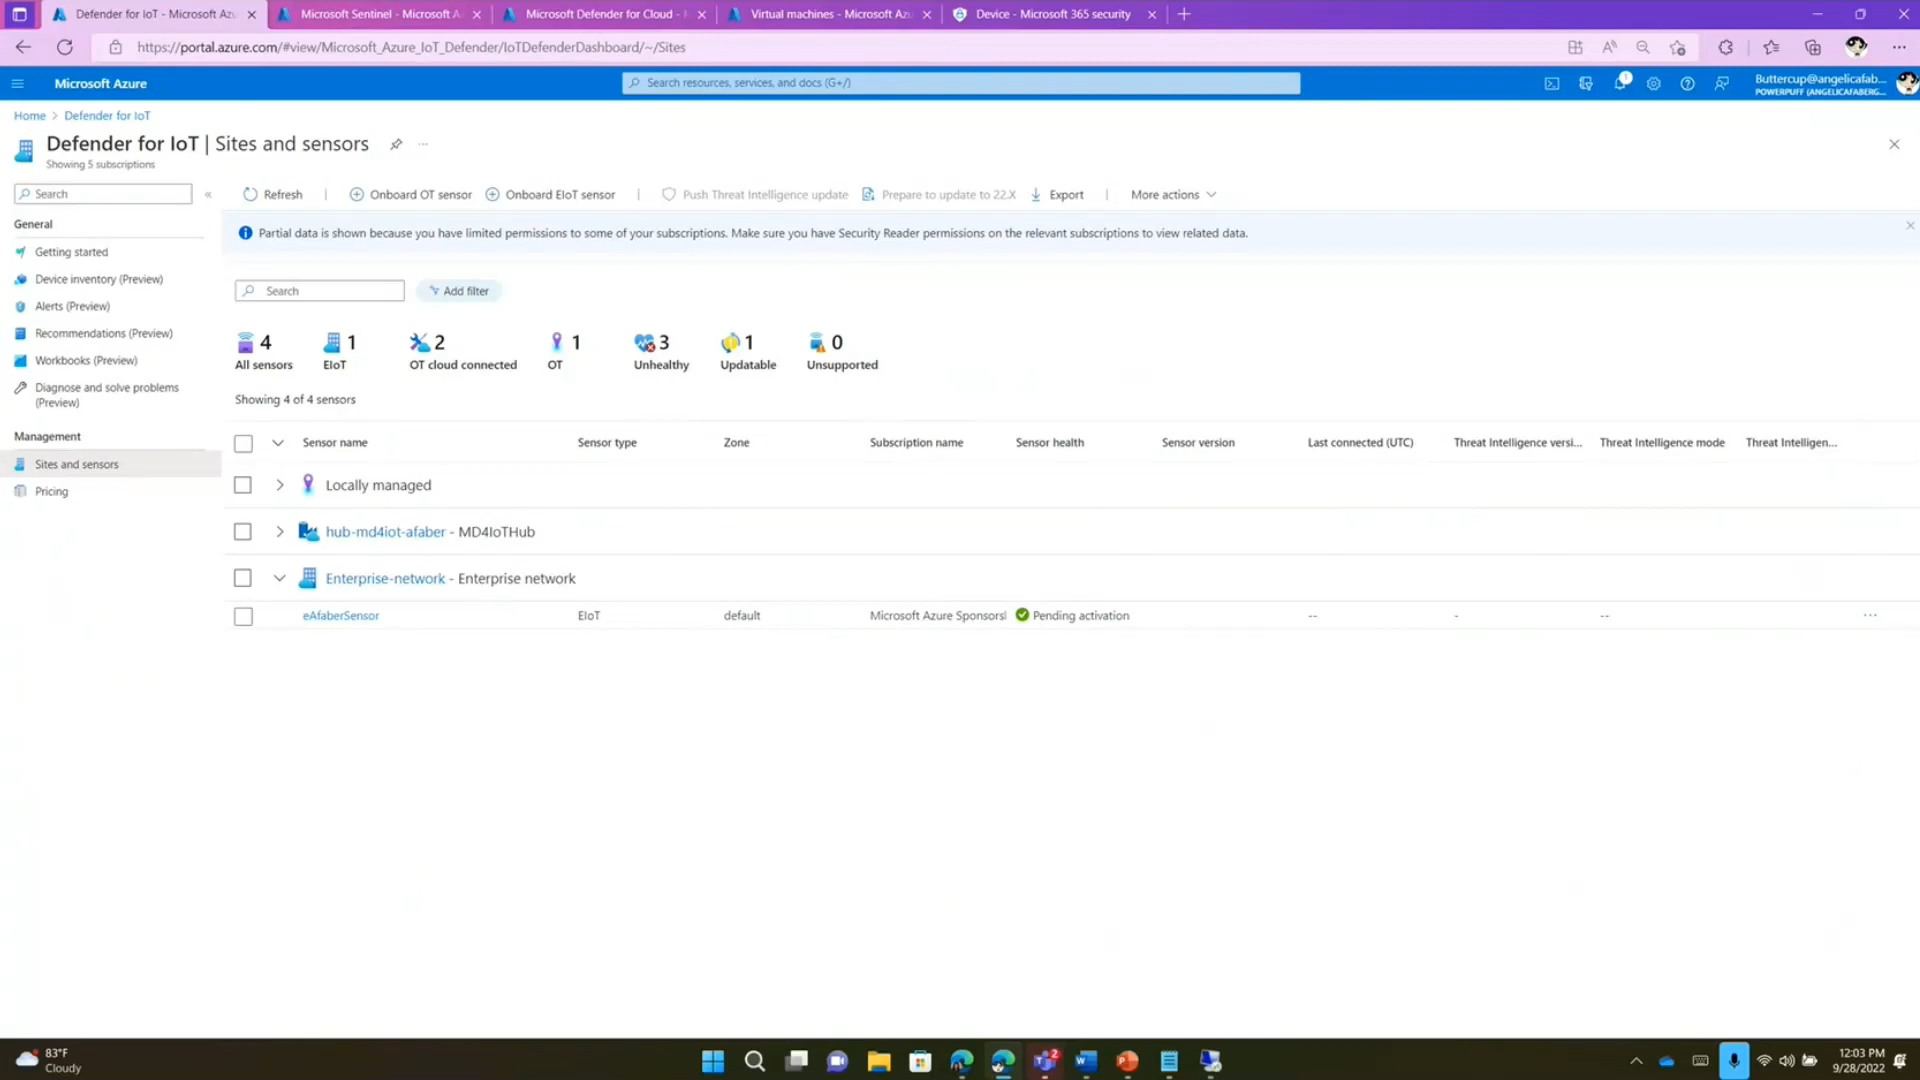 Defender for IoT - Microsoft Az
Microsoft Sentinel - Microsoft A
Microsoft Defender for Cloud -
Virtual machines - Microsoft Az
Device - Microsoft 365 security
https://portal.azure.com/#view/Microsoft_Azure_IoT_Defender/IoTDefenderDashboard/~/Sites
Microsoft Azure
Search resources, services, and docs (G+/)
1
Buttercup@angelicafab...
POWERPUFF (ANGELICAFABERG...
Home > Defender for IoT
Defender for IoT | Sites and sensors
Showing 5 subscriptions
Search
Refresh
Onboard OT sensor
Onboard EIoT sensor
Push Threat Intelligence update
Prepare to update to 22.X
Export
More actions
General
Getting started
Device inventory (Preview)
Alerts (Preview)
Recommendations (Preview)
Workbooks (Preview)
Diagnose and solve problems
(Preview)
Management
Sites and sensors
Pricing
Partial data is shown because you have limited permissions to some of your subscriptions. Make sure you have Security Reader permissions on the relevant subscriptions to view related data.
Search
Add filter
4 1 2 1 3 1 0
All sensors EIoT OT cloud connected OT Unhealthy Updatable Unsupported
Showing 4 of 4 sensors
Sensor name Sensor type Zone Subscription name Sensor health Sensor version Last connected (UTC) Threat Intelligence versi... Threat Intelligence mode Threat Intelligen...
Locally managed
hub-md4iot-afaber - MD4IoTHub
Enterprise-network - Enterprise network
eAfaberSensor EIoT default Microsoft Azure Sponsors Pending activation -- - --
83°F
Cloudy
2
12:03 PM
9/28/2022